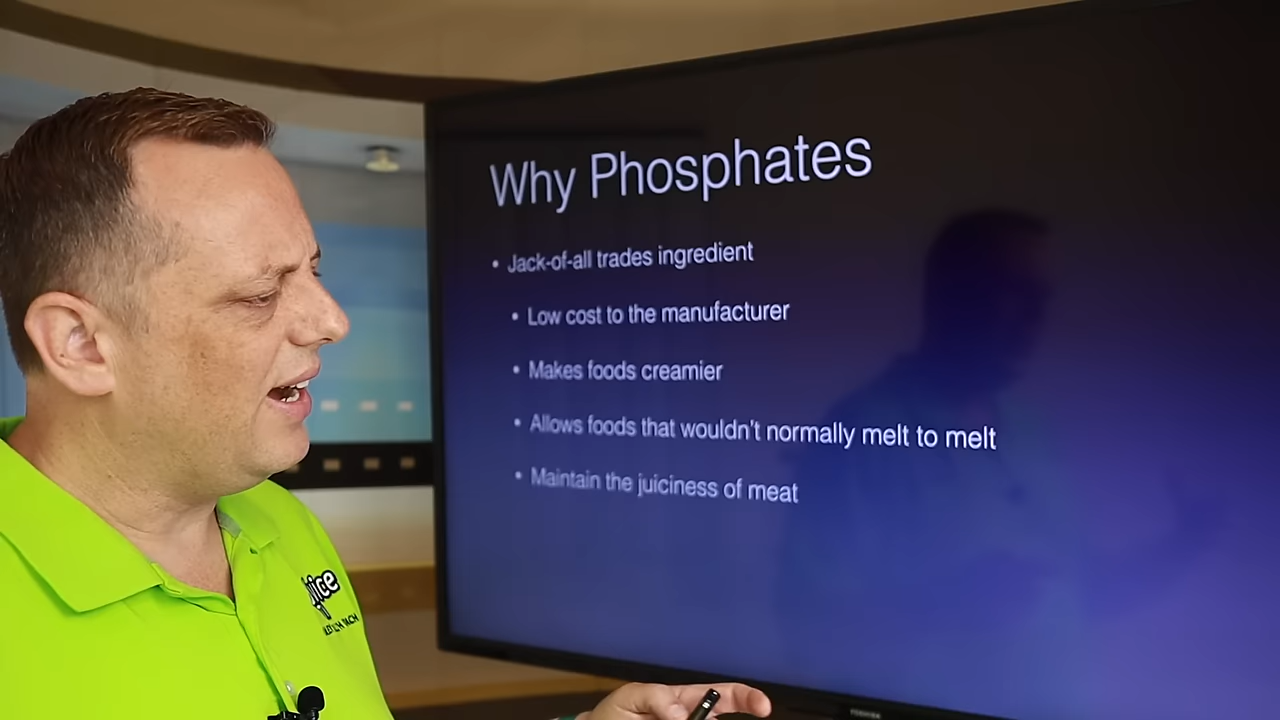 Why Phosphates
• Jack-of-all trades ingredient
• Low cost to the manufacturer
• Makes foods creamier
• Allows foods that wouldn't normally melt to melt
• Maintain the juiciness of meat
TOSHIBA